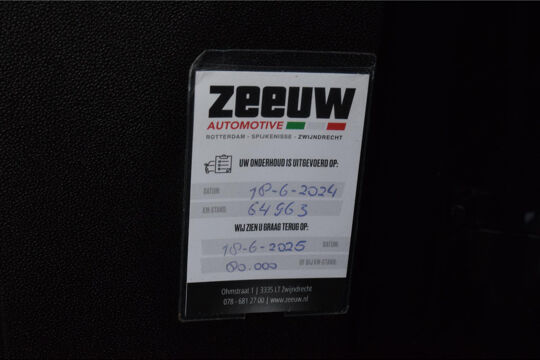 zeeuw
AUTOMOTIVE
ROTTERDAM - SPIJKENISSE - ZWIJNDRECHT
UW ONDERHOUD IS UITGEVOERD OP:
DATUM: 18-6-2024
KM-STAND: 64963
WIJ ZIEN U GRAAG TERUG OP:
18-6-2025 DATUM:
80.000 OF BIJ KM-STAND:
Ohmstraat 1 | 3335 LT Zwijndrecht
078 - 681 27 00 | www.zeeuw.nl